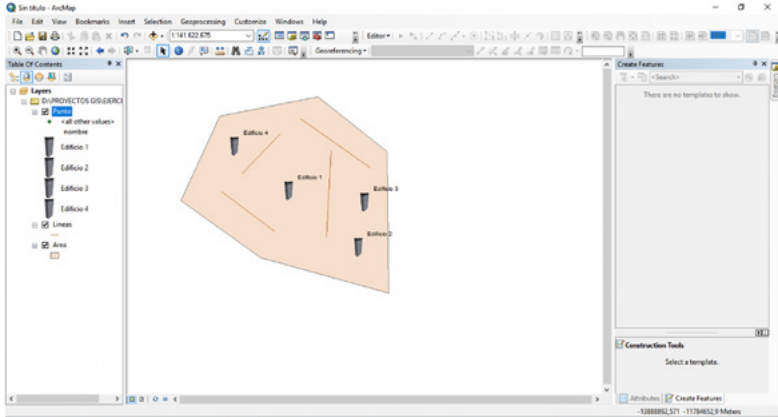 Sin título - ArcMap
File Edit View Bookmarks Insert Selection Geoprocessing Customize Windows Help
1:141.622.675
Editor
Georeferencing
Table Of Contents
Create Features
<Search>
There are no templates to show.
Layers
D:\PROYECTOS GIS\EJERCI
Punto
<all other values>
nombre
Edificio 1
Edificio 2
Edificio 3
Edificio 4
Lineas
Area
Edificio 4
Edificio 1
Edificio 3
Edificio 2
Construction Tools
Select a template.
Attributes Create Features
-13888892,571 -11784652,9 Meters